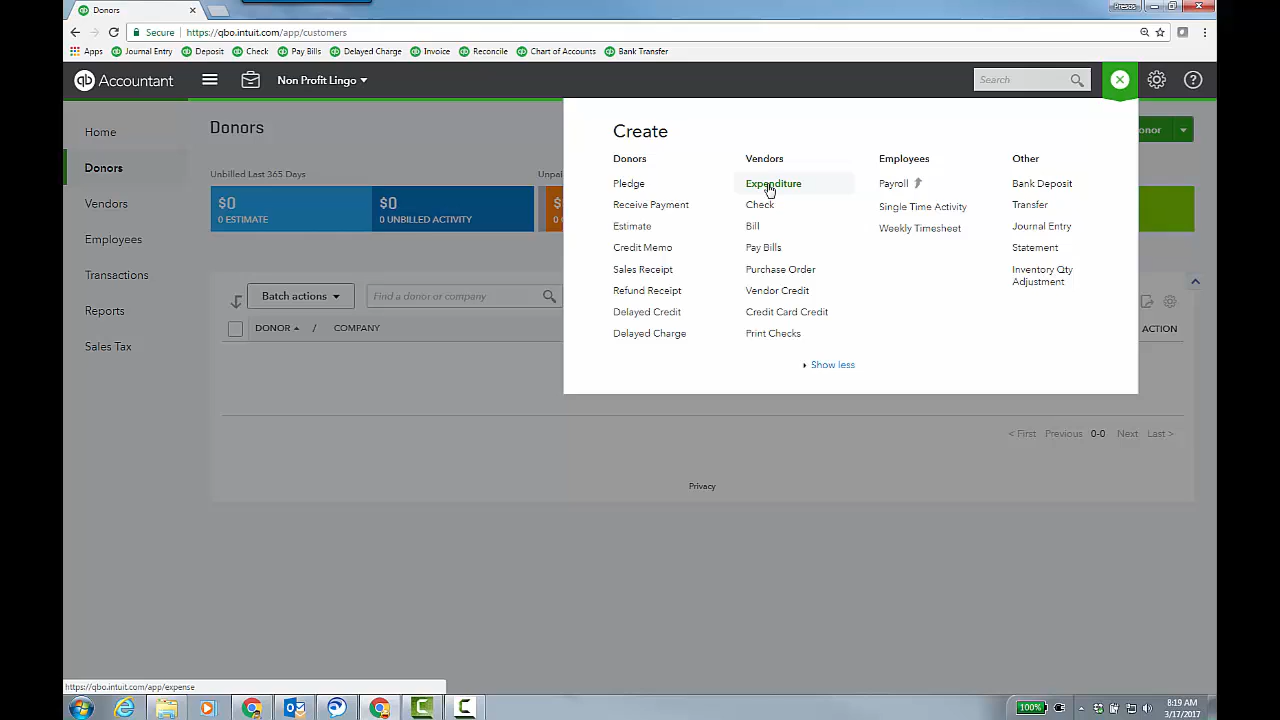 Donors
Presos
Secure
https://qbo.intuit.com/app/customers
Apps
Journal Entry
Deposit
Check
Pay Bills
Delayed Charge
Invoice
Reconcile
Chart of Accounts
Bank Transfer
qb Accountant
Non Profit Lingo
Search
Home
Donors
Vendors
Employees
Transactions
Reports
Sales Tax
Donors
onor
Unbilled Last 365 Days
Unpai
$0
0 ESTIMATE
$0
0 UNBILLED ACTIVITY
Batch actions
Find a donor or company
DONOR / COMPANY
ACTION
Create
Donors
Pledge
Receive Payment
Estimate
Credit Memo
Sales Receipt
Refund Receipt
Delayed Credit
Delayed Charge
Vendors
Expenditure
Check
Bill
Pay Bills
Purchase Order
Vendor Credit
Credit Card Credit
Print Checks
Employees
Payroll
Single Time Activity
Weekly Timesheet
Other
Bank Deposit
Transfer
Journal Entry
Statement
Inventory Qty
Adjustment
Show less
< First Previous 0-0 Next Last >
Privacy
https://qbo.intuit.com/app/expense
100%
8:19 AM
3/17/2017